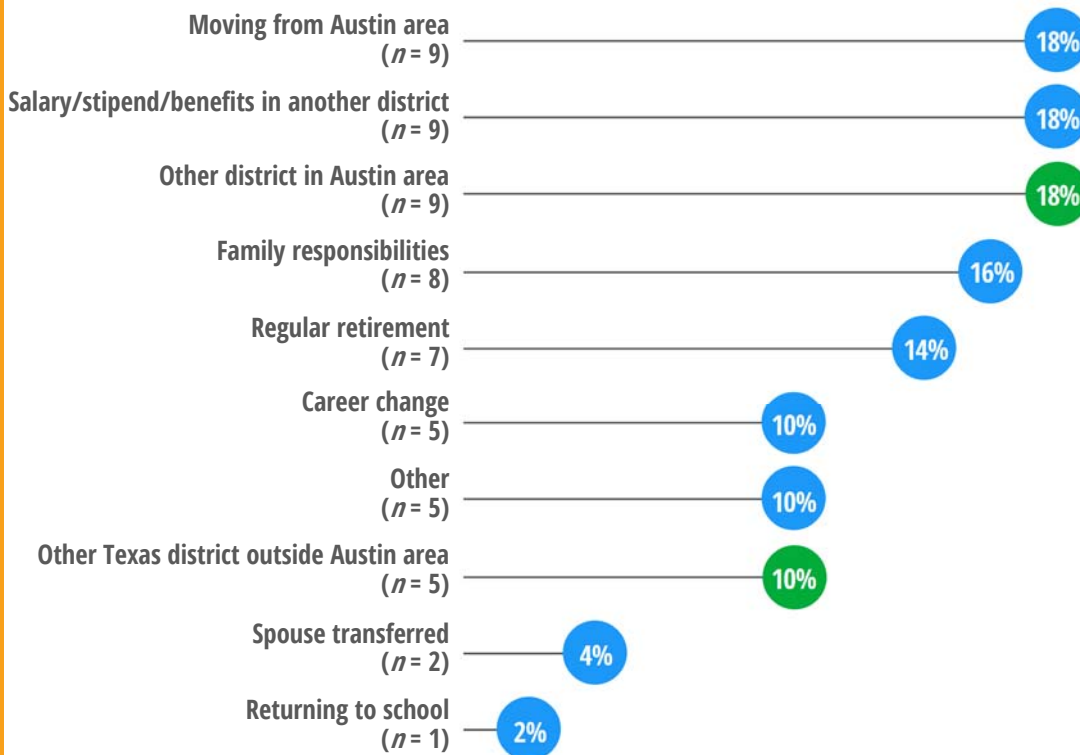 Moving from Austin area
(n = 9)
18%
Salary/stipend/benefits in another district
(n = 9)
18%
Other district in Austin area
(n = 9)
18%
Family responsibilities
(n = 8)
16%
Regular retirement
(n = 7)
14%
Career change
(n = 5)
10%
Other
(n = 5)
10%
Other Texas district outside Austin area
(n = 5)
10%
Spouse transferred
(n = 2)
4%
Returning to school
(n = 1)
2%